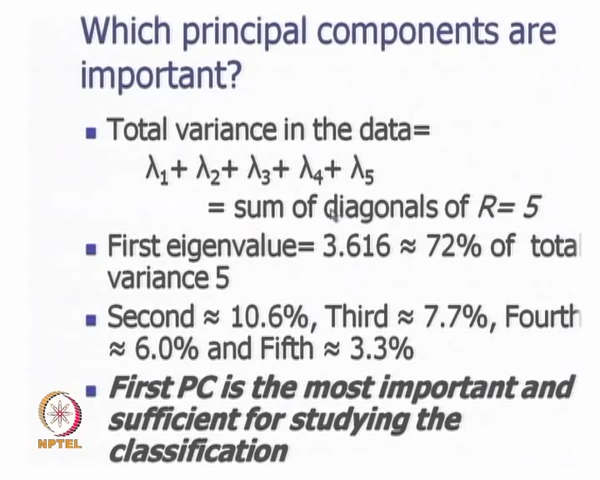 Which principal components are
important?
Total variance in the data=
λ₁+ λ₂+ λ₃+ λ₄+ λ₅
= sum of diagonals of R= 5
First eigenvalue= 3.616 ≈ 72% of tota
variance 5
Second ≈ 10.6%, Third ≈ 7.7%, Fourth
≈ 6.0% and Fifth ≈ 3.3%
First PC is the most important and
sufficient for studying the
classification
NPTEL